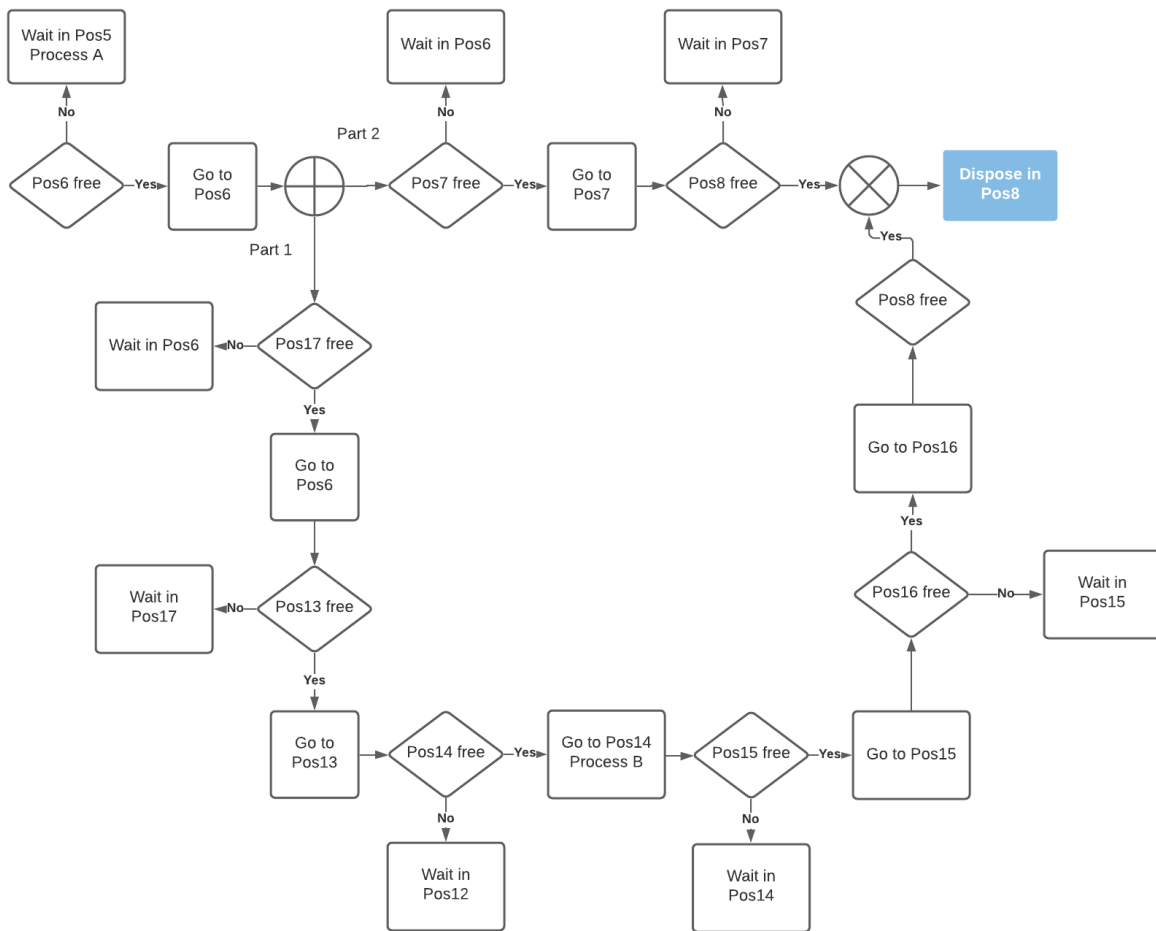 Wait in Pos5
Process A
Wait in Pos6
Wait in Pos7
No
No
No
Part 2
Pos6 free
Yes
Go to
Pos6
Pos7 free
Yes
Go to
Pos7
Pos8 free
Yes
Dispose in
Pos8
Part 1
Yes
Pos8 free
Wait in Pos6
No
Pos17 free
Yes
Go to
Pos6
Go to Pos16
Yes
Wait in
Pos17
No
Pos13 free
Pos16 free
No
Wait in
Pos15
Yes
Go to
Pos13
Pos14 free
Yes
Go to Pos14
Process B
Pos15 free
Yes
Go to Pos15
No
No
Wait in
Pos12
Wait in
Pos14